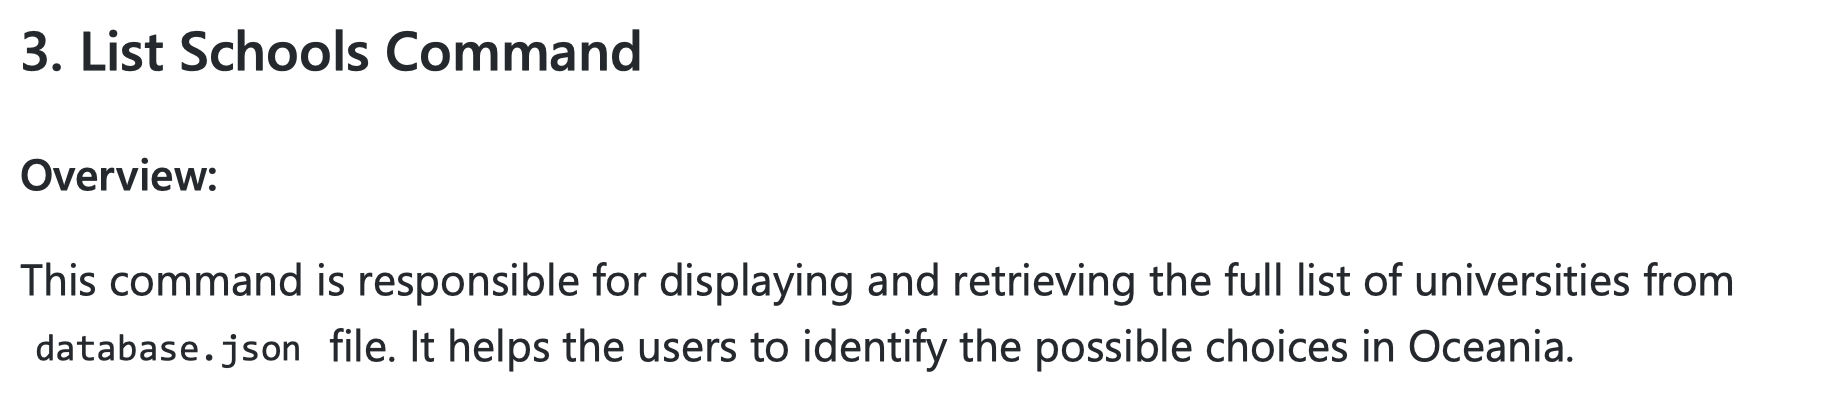 3. List Schools Command
Overview:
This command is responsible for displaying and retrieving the full list of universities from
database.json file. It helps the users to identify the possible choices in Oceania.